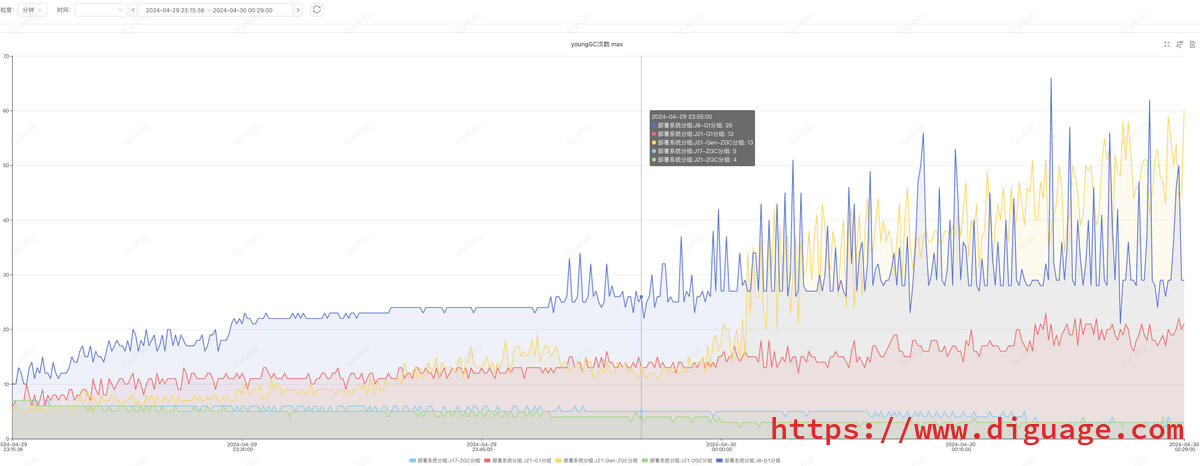 粒度: 分钟 时间: 2024-04-29 23:15:36 ~ 2024-04-30 00:29:00
youngGC次数 max
70
60
2024-04-29 23:55:00
部署系统分组:J8-G1分组: 26
部署系统分组:J21-G1分组: 13
部署系统分组:J21-Gen-ZGC分组: 13
部署系统分组:J17-ZGC分组: 5
部署系统分组:J21-ZGC分组: 4
50
40
30
20
10
0
https://www.diguage.com
024-04-29 2024-04-29 2024-04-29 2024-04-30 2024-04-30 2024-04-30
23:15:36 23:30:00 23:45:00 00:00:00 00:15:00 00:29:00
部署系统分组:J17-ZGC分组 部署系统分组:J21-G1分组 部署系统分组:J21-Gen-ZGC分组 部署系统分组:J21-ZGC分组 部署系统分组:J8-G1分组